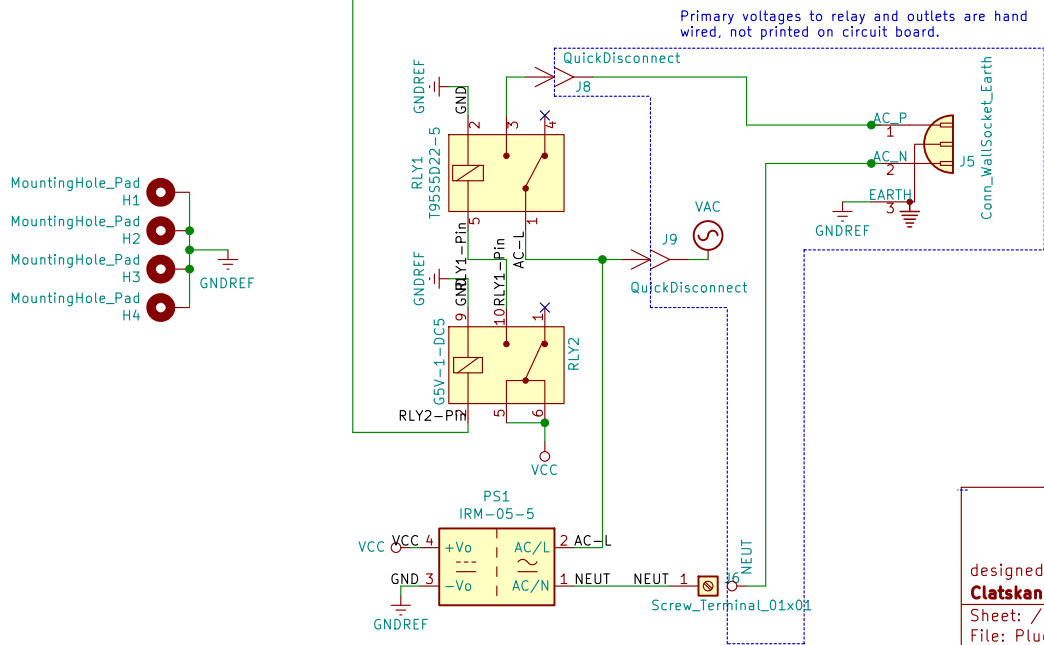 Primary voltages to relay and outlets are hand
wired, not printed on circuit board.
QuickDisconnect
J8
GNDREF
GND
2
3
4
RLY1
T9S5D22-5
5
1
AC_P
1
AC_N
2
J5
Conn_WallSocket_Earth
EARTH
3
GNDREF
MountingHole_Pad
H1
MountingHole_Pad
H2
MountingHole_Pad
H3
MountingHole_Pad
H4
GNDREF
RLY1-Pin
RLY1-Pin
AC-L
VAC
J9
QuickDisconnect
GNDREF
GND
9
10
1
G5V-1-DC5
RLY2
RLY2-Pin
2
5
6
VCC
PS1
IRM-05-5
VCC
VCC
4
+Vo
AC/L
2
AC-L
GND
3
-Vo
AC/N
1
NEUT
NEUT
1
J6
NEUT
Screw_Terminal_01x01
GNDREF
designed
Clatskan
Sheet: /
File: Plu